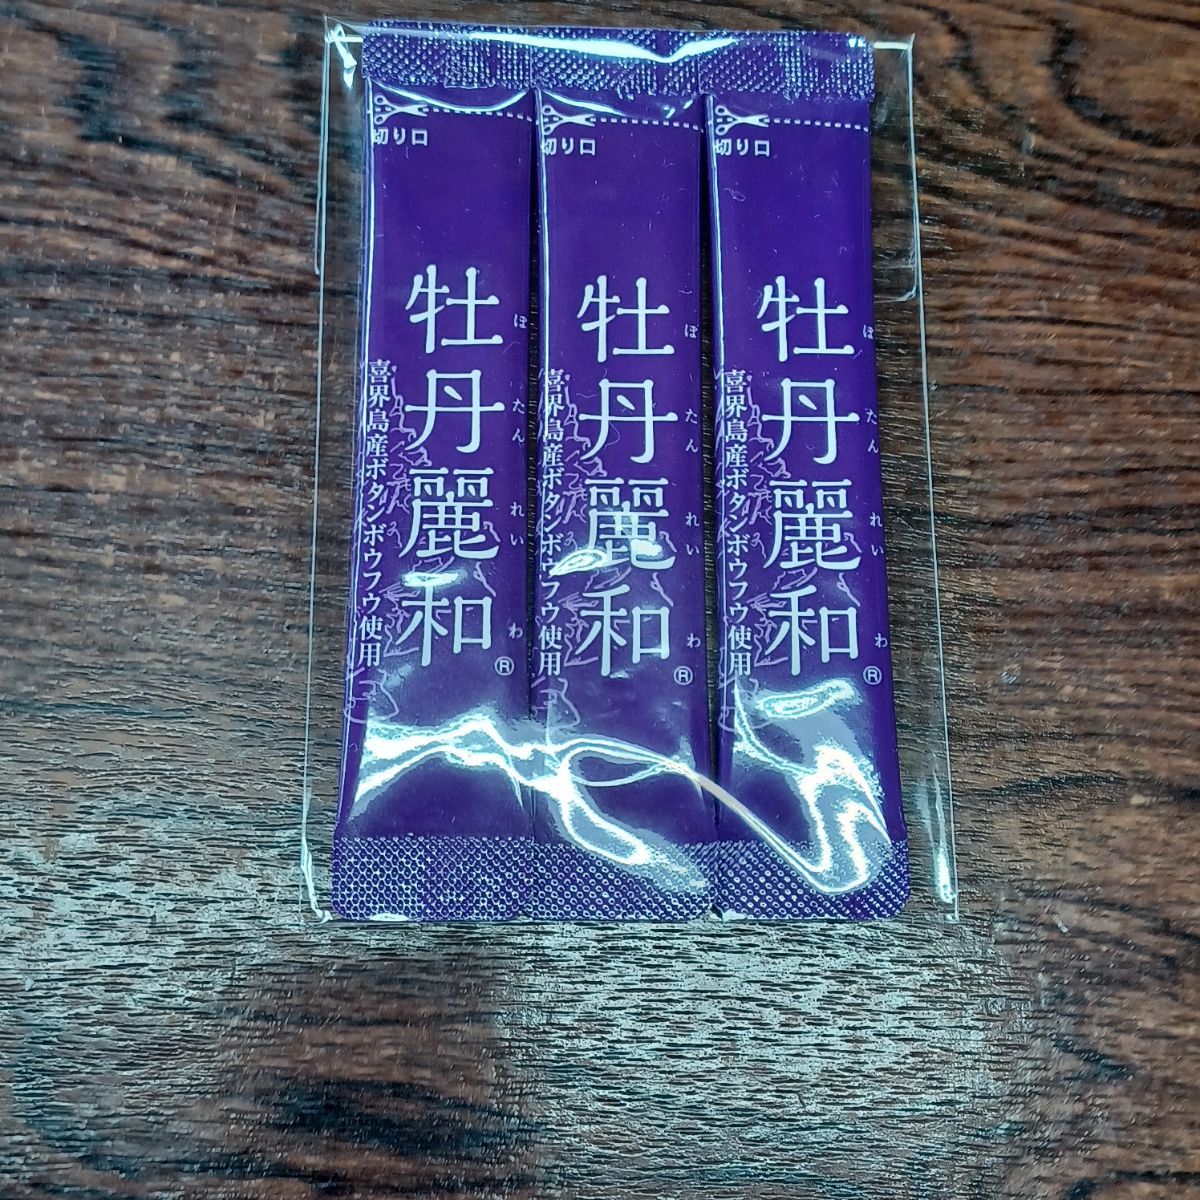 切り口
牡丹麗和®
ぼたんれいわ
喜界島産ボタンボウフウ使用
切り口
牡丹麗和®
ぼたんれいわ
喜界島産ボタンボウフウ使用
切り口
牡丹麗和®
ぼたんれいわ
喜界島産ボタンボウフウ使用